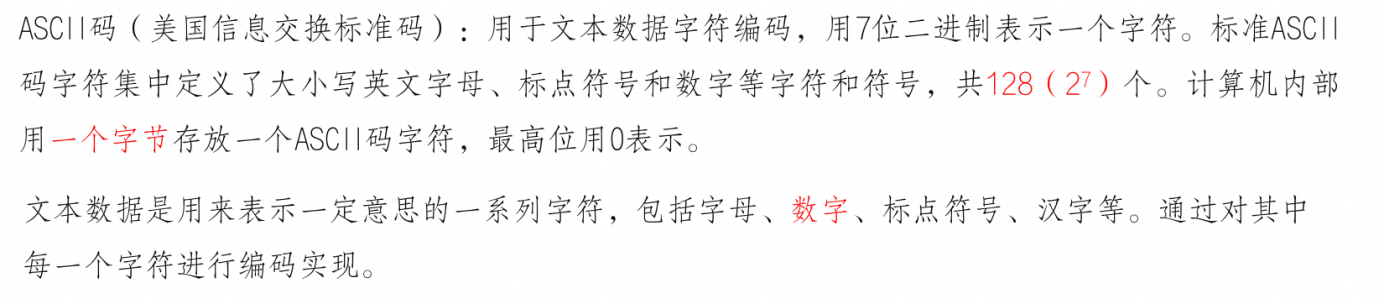 ASCII码（美国信息交换标准码）：用于文本数据字符编码，用7位二进制表示一个字符。标准ASCII
码字符集中定义了大小写英文字母、标点符号和数字等字符和符号，共128（2⁷）个。计算机内部
用一个字节存放一个ASCII码字符，最高位用0表示。
文本数据是用来表示一定意思的一系列字符，包括字母、数字、标点符号、汉字等。通过对其中
每一个字符进行编码实现。